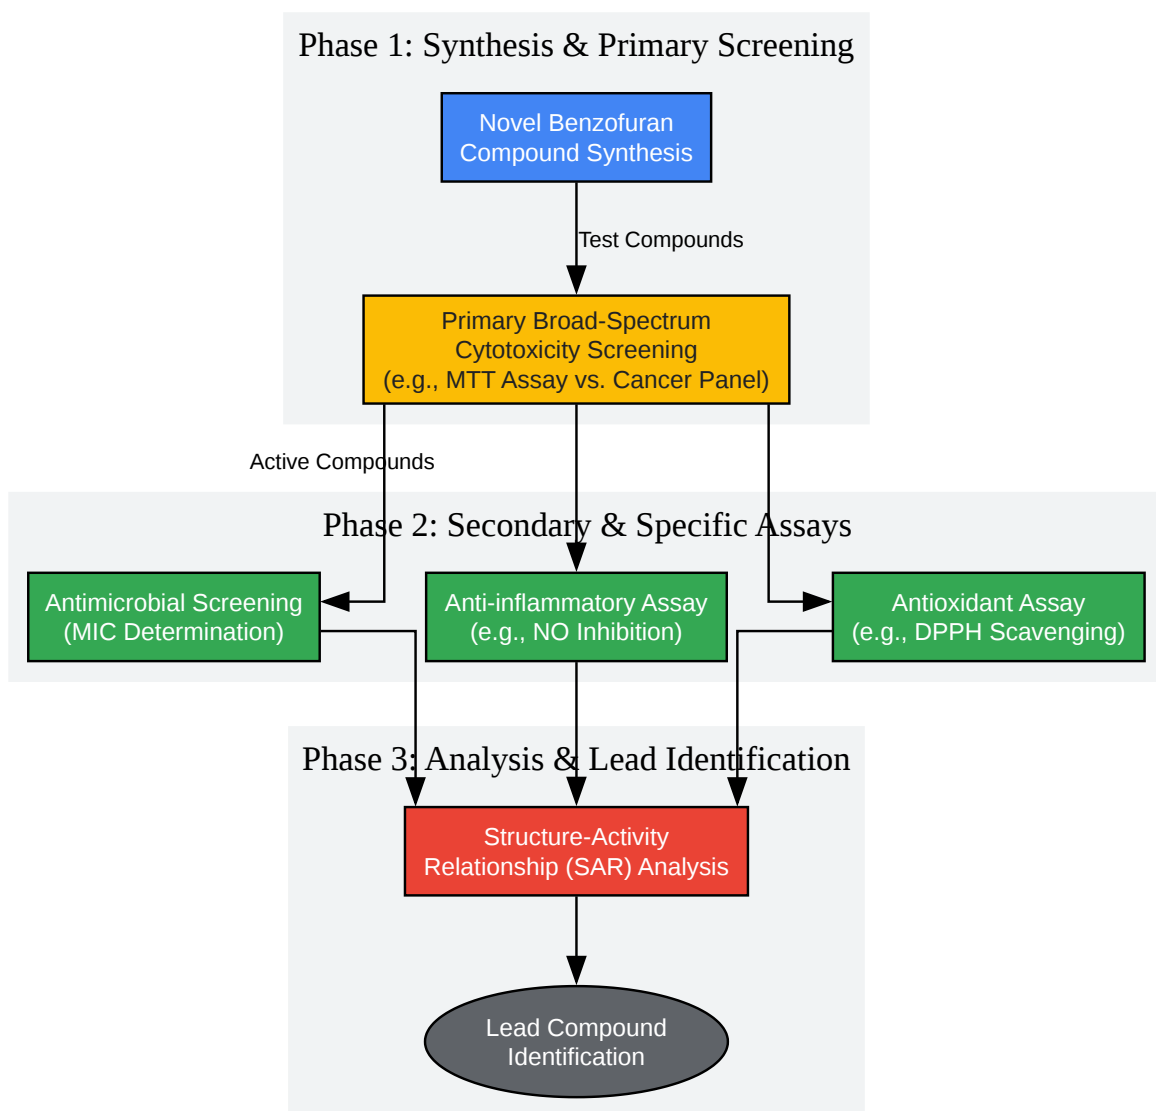 Phase 1: Synthesis & Primary Screening
Novel Benzofuran
Compound Synthesis
Test Compounds
Primary Broad-Spectrum
Cytotoxicity Screening
(e.g., MTT Assay vs. Cancer Panel)
Active Compounds
Phase 2: Secondary & Specific Assays
Antimicrobial Screening
(MIC Determination)
Anti-inflammatory Assay
(e.g., NO Inhibition)
Antioxidant Assay
(e.g., DPPH Scavenging)
Phase 3: Analysis & Lead Identification
Structure-Activity
Relationship (SAR) Analysis
Lead Compound
Identification